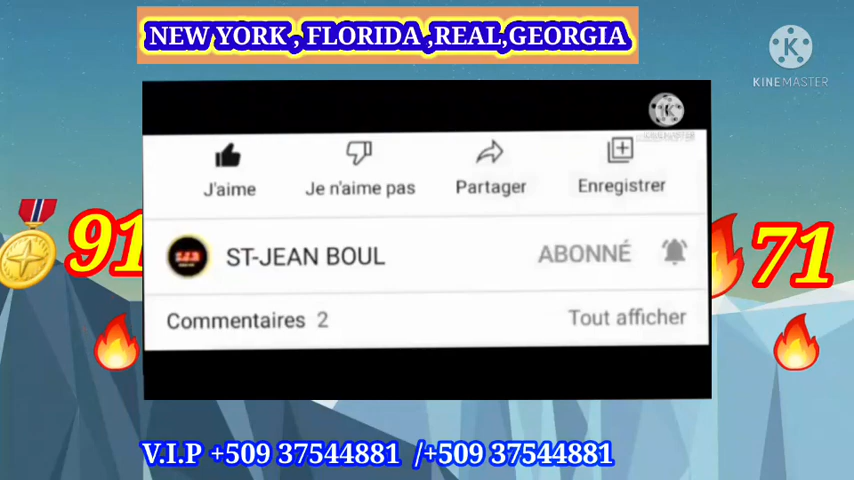 NEW YORK , FLORIDA ,REAL,GEORGIA
K
KINEMASTER
J'aime
Je n'aime pas
Partager
Enregistrer
91
71
ST-JEAN BOUL
ABONNÉ
Commentaires 2
Tout afficher
V.I.P +509 37544881 /+509 37544881